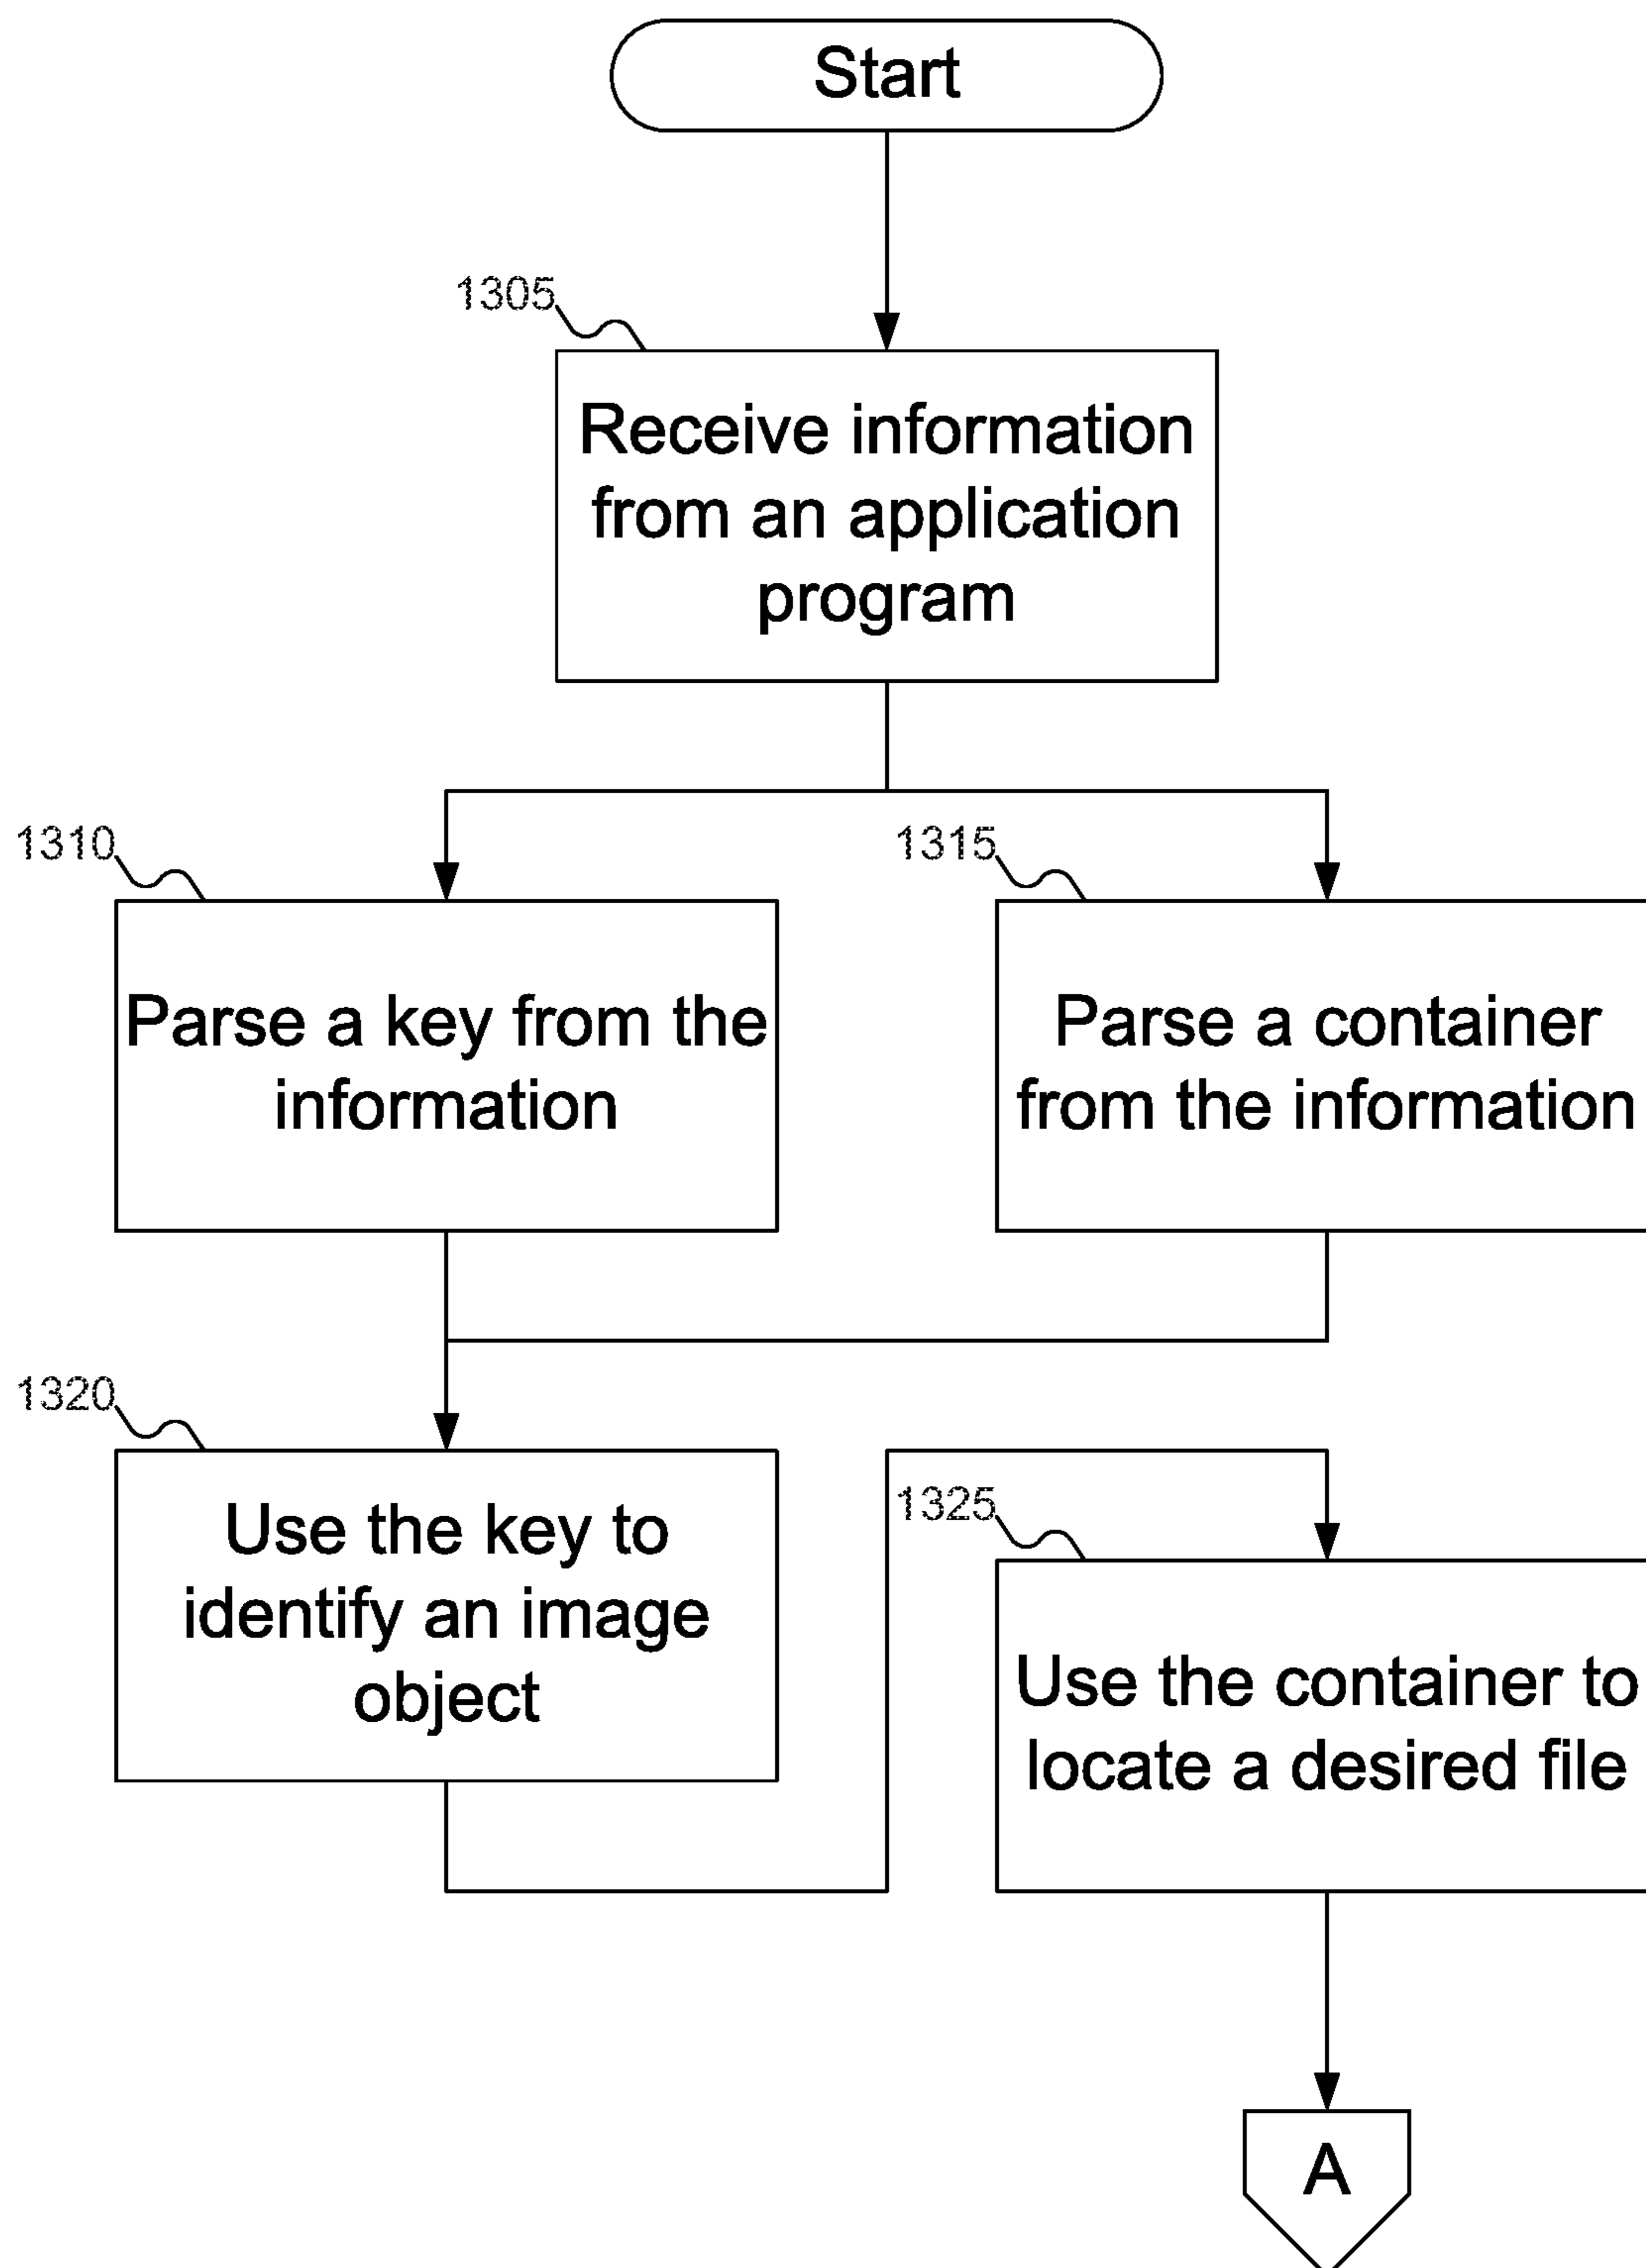 Start
1305
Receive information
from an application
program
1310
Parse a key from the
information
1315
Parse a container
from the information
1320
Use the key to
identify an image
object
1325
Use the container to
locate a desired file
A